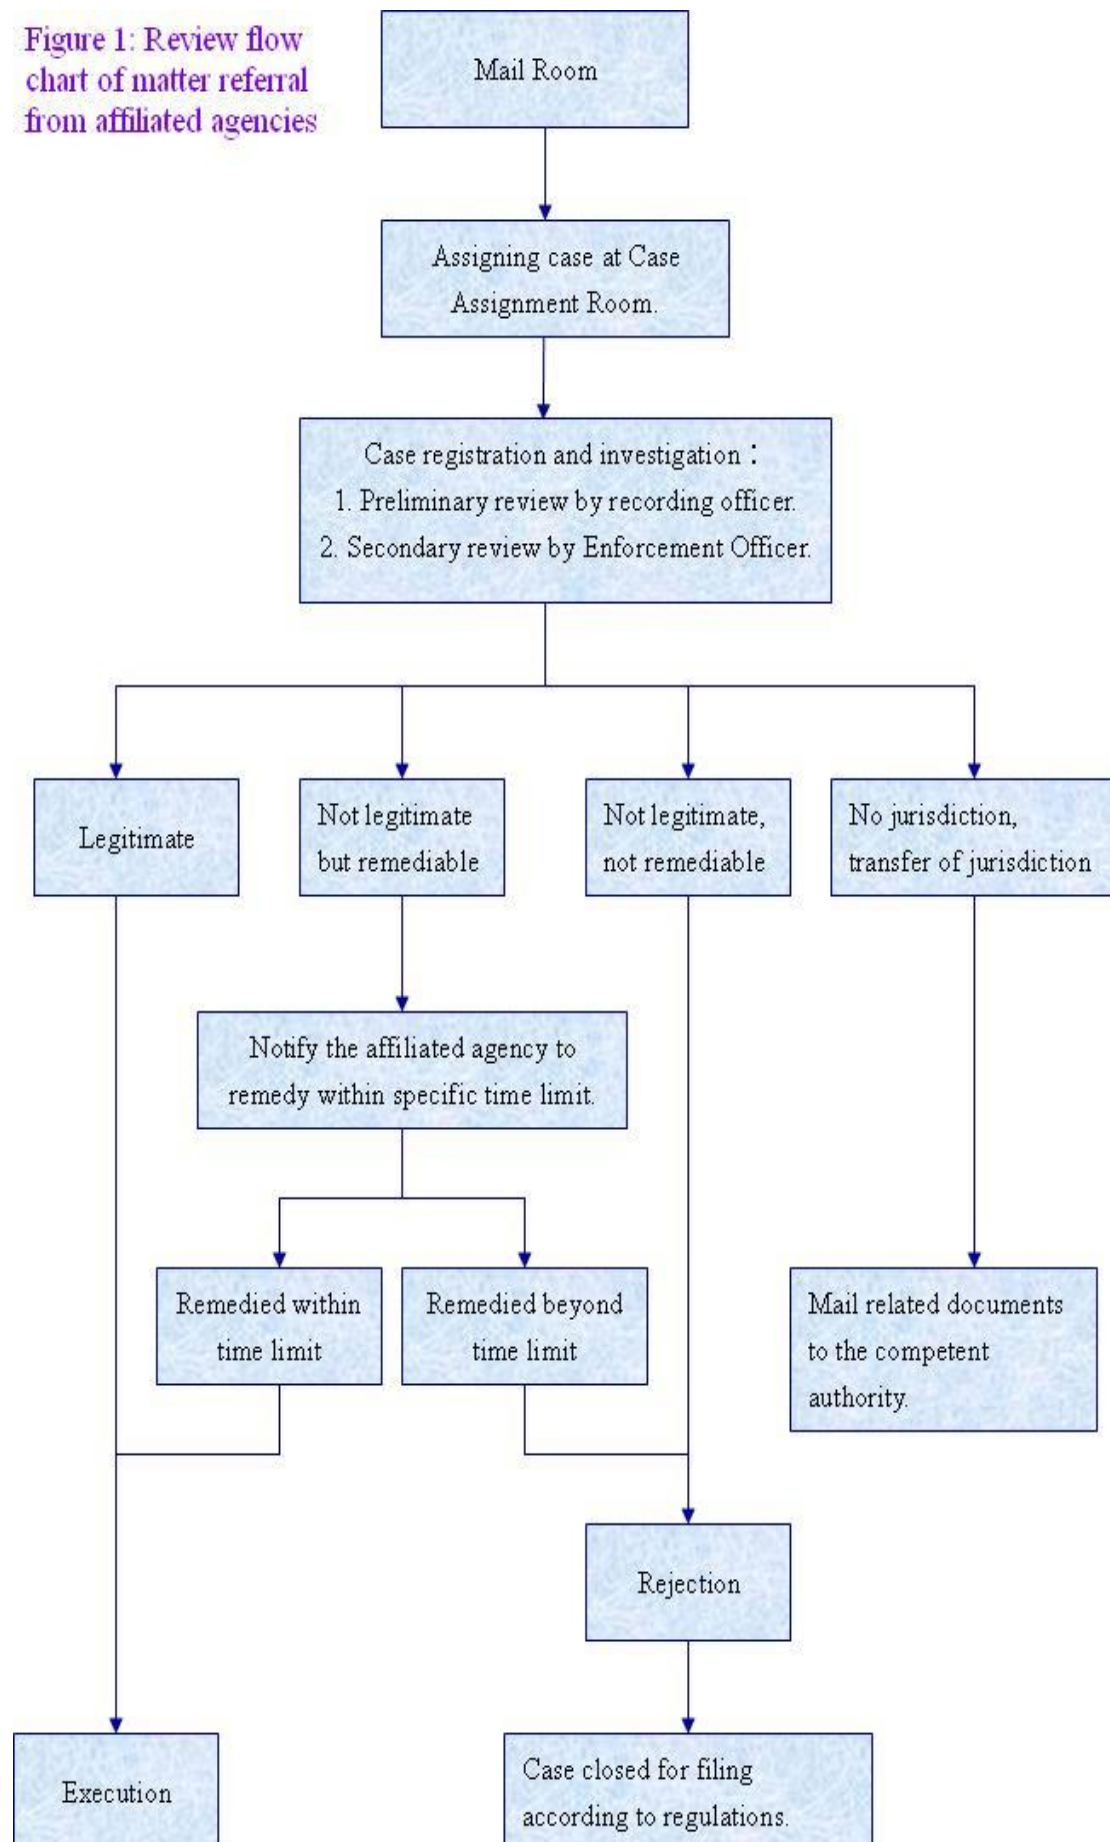 Figure 1: Review flow
chart of matter referral
from affiliated agencies
Mail Room
Assigning case at Case
Assignment Room.
Case registration and investigation：
1. Preliminary review by recording officer.
2. Secondary review by Enforcement Officer.
Legitimate
Not legitimate
but remediable
Not legitimate,
not remediable
No jurisdiction,
transfer of jurisdiction
Notify the affiliated agency to
remedy within specific time limit.
Remedied within
time limit
Remedied beyond
time limit
Mail related documents
to the competent
authority.
Rejection
Execution
Case closed for filing
according to regulations.